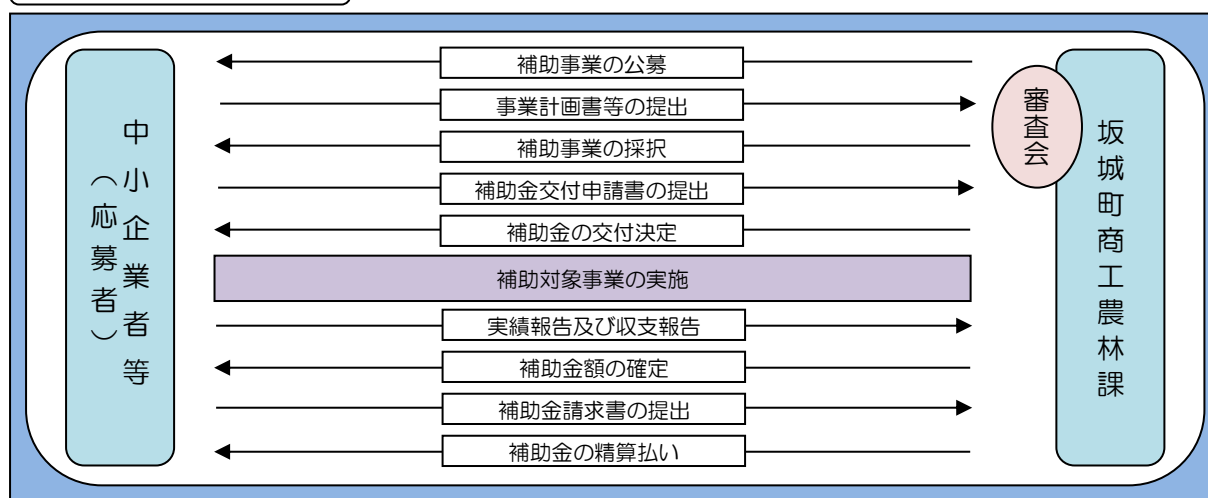 中小企業者等
（応募者）
補助事業の公募
事業計画書等の提出
補助事業の採択
補助金交付申請書の提出
補助金の交付決定
補助対象事業の実施
実績報告及び収支報告
補助金額の確定
補助金請求書の提出
補助金の精算払い
審査会
坂城町商工農林課